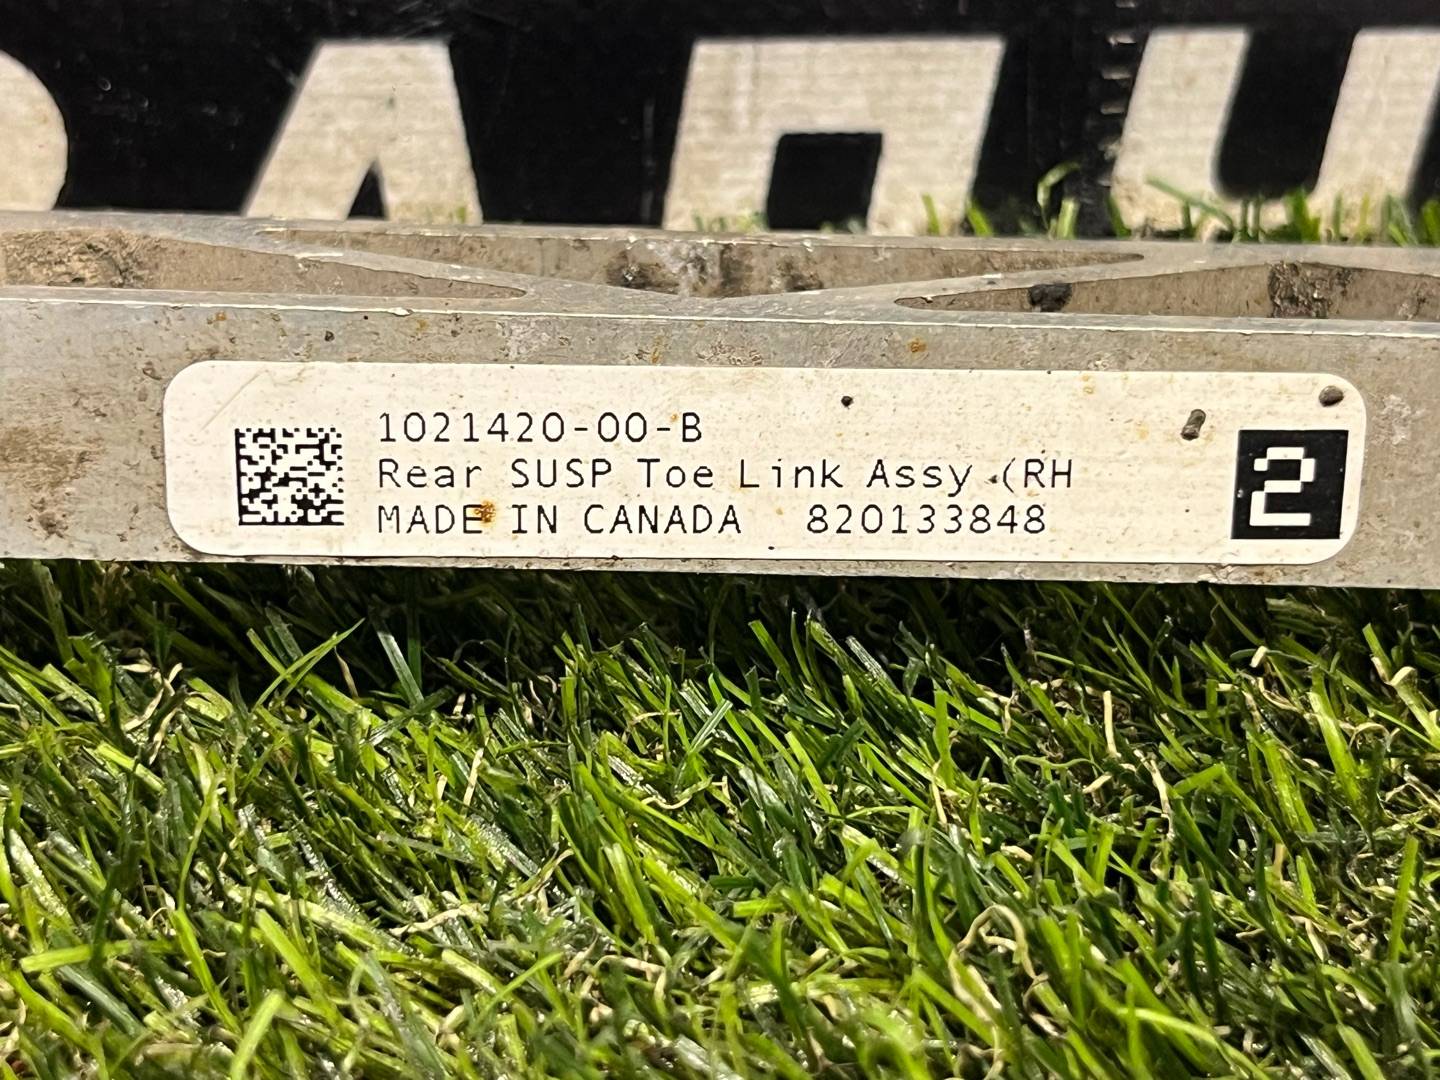 1021420-00-B
Rear SUSP Toe Link Assy (RH
MADE IN CANADA 820133848
2